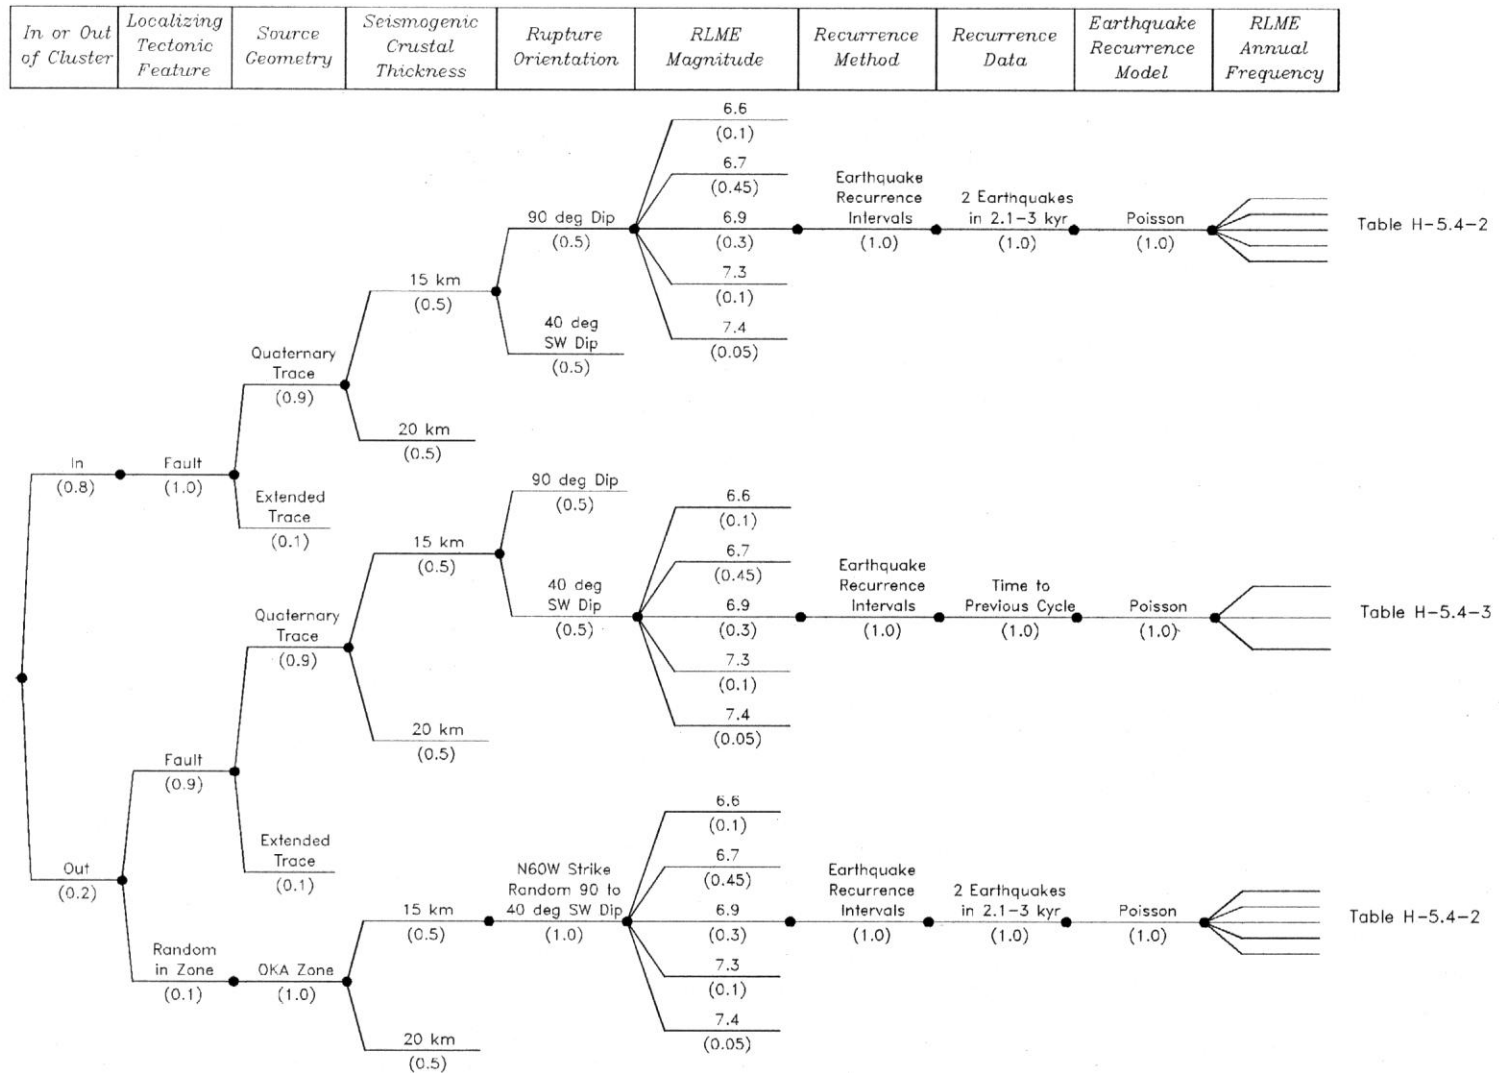 In or Out
of Cluster
Localizing
Tectonic
Feature
Source
Geometry
Seismogenic
Crustal
Thickness
Rupture
Orientation
RLME
Magnitude
Recurrence
Method
Recurrence
Data
Earthquake
Recurrence
Model
RLME
Annual
Frequency
In
(0.8)
Fault
(1.0)
Quaternary
Trace
(0.9)
Extended
Trace
(0.1)
15 km
(0.5)
20 km
(0.5)
90 deg Dip
(0.5)
40 deg
SW Dip
(0.5)
6.6
(0.1)
6.7
(0.45)
6.9
(0.3)
7.3
(0.1)
7.4
(0.05)
Earthquake
Recurrence
Intervals
(1.0)
2 Earthquakes
in 2.1-3 kyr
(1.0)
Poisson
(1.0)
Table H-5.4-2
Out
(0.2)
Fault
(0.9)
Quaternary
Trace
(0.9)
Extended
Trace
(0.1)
15 km
(0.5)
20 km
(0.5)
90 deg Dip
(0.5)
40 deg
SW Dip
(0.5)
6.6
(0.1)
6.7
(0.45)
6.9
(0.3)
7.3
(0.1)
7.4
(0.05)
Earthquake
Recurrence
Intervals
(1.0)
Time to
Previous Cycle
(1.0)
Poisson
(1.0)
Table H-5.4-3
Random
in Zone
(0.1)
OKA Zone
(1.0)
15 km
(0.5)
20 km
(0.5)
N60W Strike
Random 90 to
40 deg SW Dip
(1.0)
6.6
(0.1)
6.7
(0.45)
6.9
(0.3)
7.3
(0.1)
7.4
(0.05)
Earthquake
Recurrence
Intervals
(1.0)
2 Earthquakes
in 2.1-3 kyr
(1.0)
Poisson
(1.0)
Table H-5.4-2